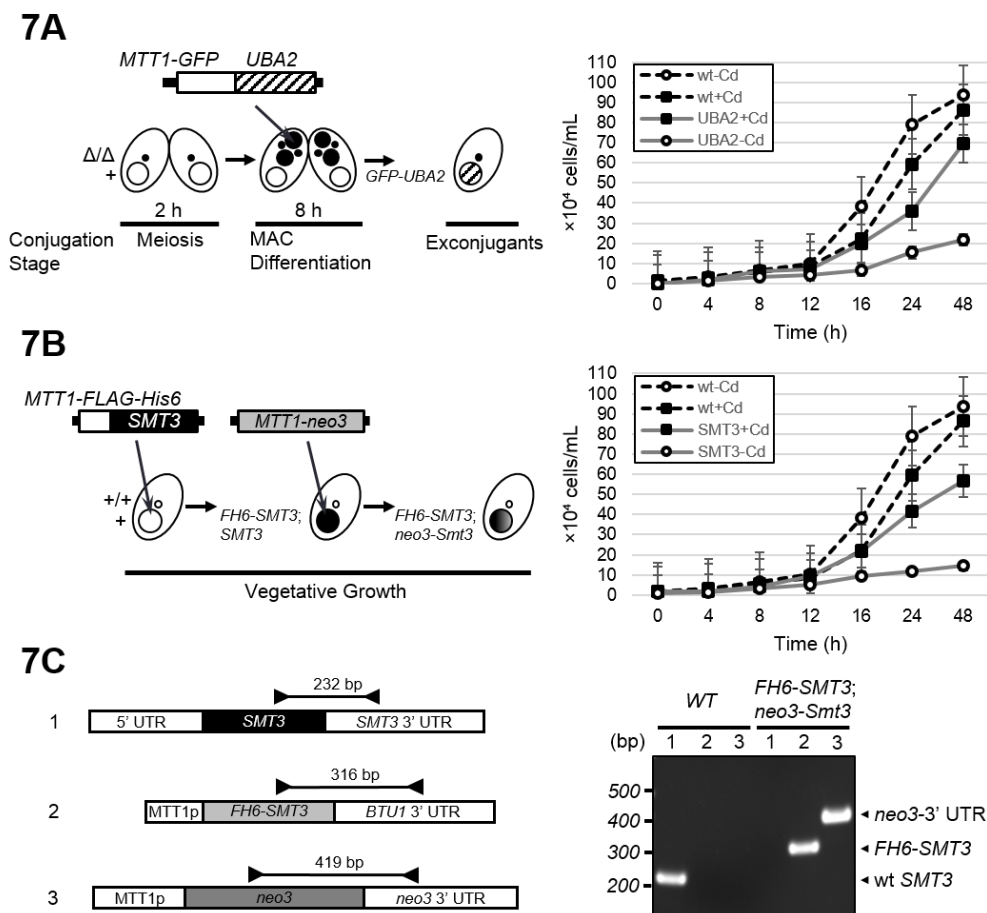 7A
MTT1-GFP UBA2
Δ/Δ
+
GFP-UBA2
2 h 8 h
Conjugation Stage
Meiosis
MAC Differentiation
Exconjugants
110
100
90
80
70
60
50
40
30
20
10
0
×10⁴ cells/mL
wt-Cd
wt+Cd
UBA2+Cd
UBA2-Cd
0 4 8 12 16 24 48
Time (h)
7B
MTT1-FLAG-His6
SMT3
MTT1-neo3
+/+
+
FH6-SMT3;
SMT3
FH6-SMT3;
neo3-Smt3
Vegetative Growth
110
100
90
80
70
60
50
40
30
20
10
0
×10⁴ cells/mL
wt-Cd
wt+Cd
SMT3+Cd
SMT3-Cd
0 4 8 12 16 24 48
Time (h)
7C
232 bp
1 5' UTR SMT3 SMT3 3' UTR
316 bp
2 MTT1p FH6-SMT3 BTU1 3' UTR
419 bp
3 MTT1p neo3 neo3 3' UTR
WT
FH6-SMT3;
neo3-Smt3
(bp) 1 2 3 1 2 3
500
400
300
200
neo3-3' UTR
FH6-SMT3
wt SMT3